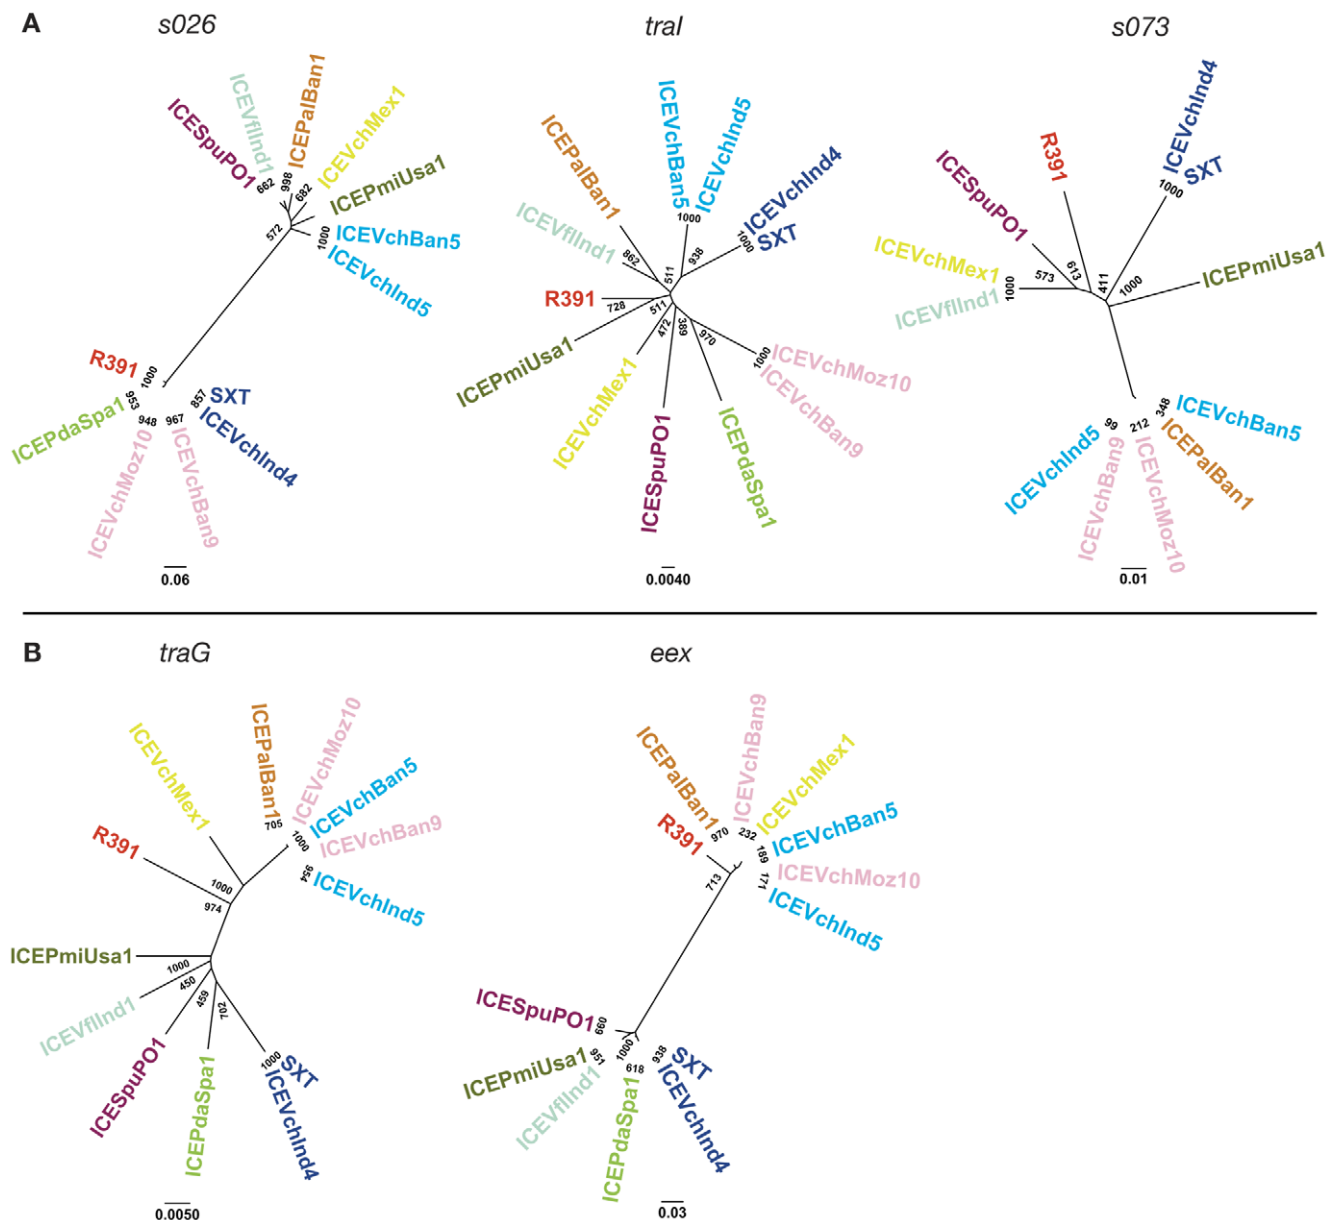 A
s026
traI
s073
ICEVflInd1
ICEPalBan1
ICESpuPO1
ICEVchMex1
ICEPmiUsa1
662
998
682
572
1000
ICEVchBan5
ICEVchInd5
R391
1000
953
ICEPdaSpa1
948
967
857
SXT
ICEVchInd4
ICEVchMoz10
ICEVchBan9
0.06
ICEPalBan1
ICEVchBan5
ICEVchInd5
ICEVchInd4
SXT
1000
1000
938
ICEVflInd1
862
511
R391
728
511
472
389
970
1000
ICEPmiUsa1
ICEVchMex1
ICESpuPO1
ICEPdaSpa1
ICEVchMoz10
ICEVchBan9
0.0040
ICEVchInd4
SXT
1000
R391
ICESpuPO1
ICEVchMex1
ICEVflInd1
1000
573
613
411
1000
ICEPmiUsa1
ICEVchInd5
99
212
348
ICEVchBan5
ICEPalBan1
ICEVchBan9
ICEVchMoz10
0.01
B
traG
eex
ICEVchMex1
ICEPalBan1
ICEVchMoz10
705
1000
ICEVchBan5
ICEVchBan9
954
ICEVchInd5
R391
1000
974
ICEPmiUsa1
1000
450
459
702
ICEVflInd1
ICESpuPO1
ICEPdaSpa1
1000
SXT
ICEVchInd4
0.0050
ICEPalBan1
ICEVchBan9
ICEVchMex1
970
232
R391
189
ICEVchBan5
713
171
ICEVchMoz10
ICEVchInd5
ICESpuPO1
660
ICEPmiUsa1
951
1000
618
938
SXT
ICEVchInd4
ICEVflInd1
ICEPdaSpa1
0.03